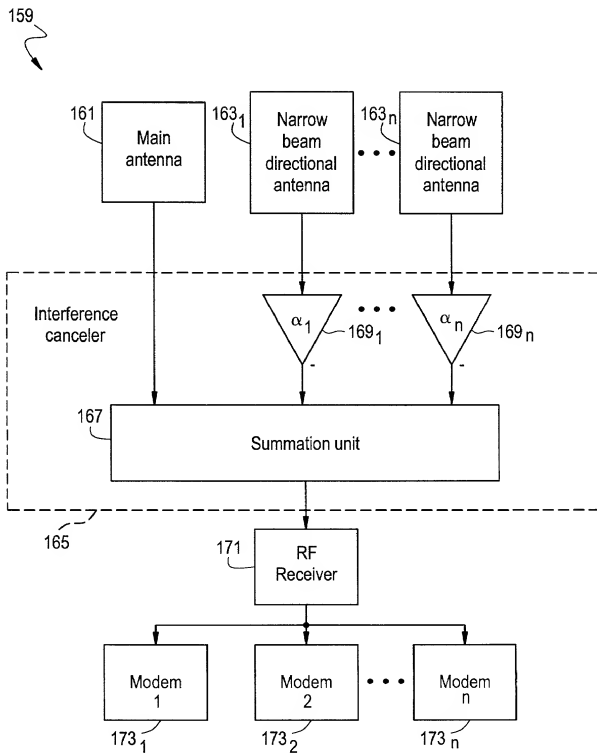 159
161
Main
antenna
163₁
Narrow
beam
directional
antenna
163ₙ
Narrow
beam
directional
antenna
Interference
canceler
α₁
169₁
αₙ
169ₙ
-
-
167
Summation unit
165
171
RF
Receiver
Modem
1
173₁
Modem
2
173₂
Modem
n
173ₙ